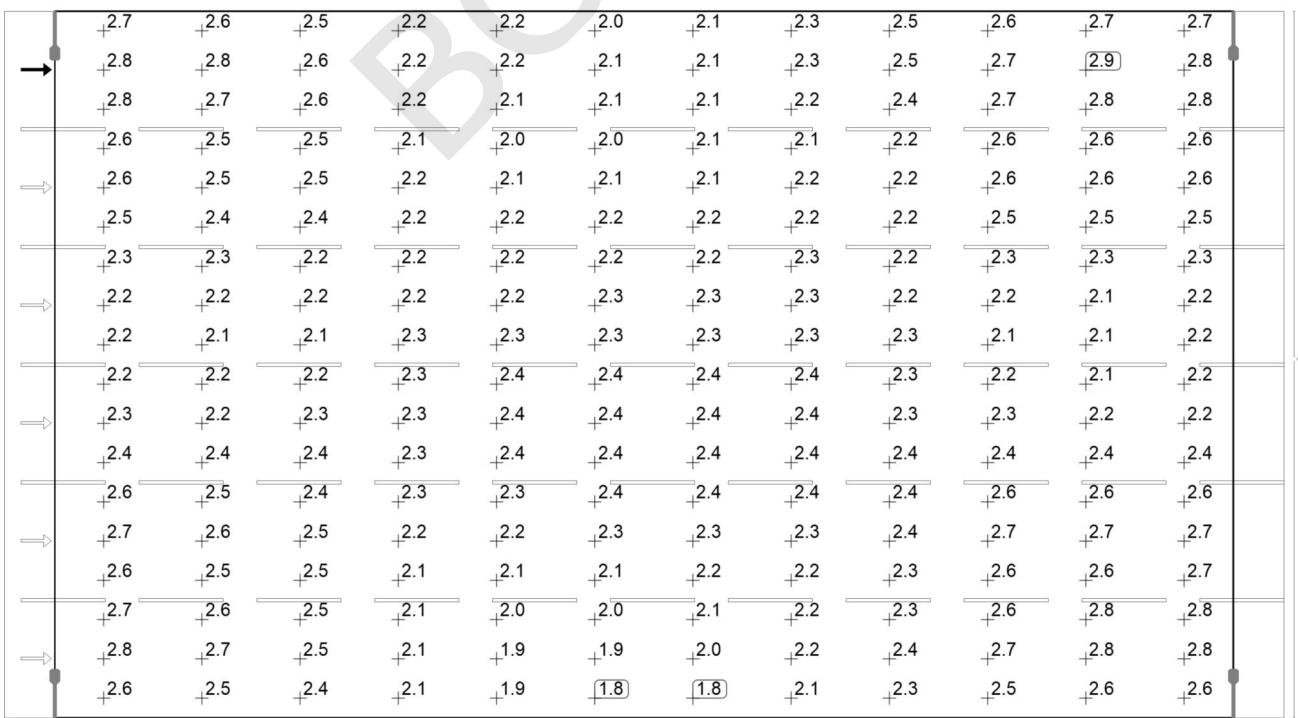 2.7 2.6 2.5 2.2 2.2 2.0 2.1 2.3 2.5 2.6 2.7 2.7
2.8 2.8 2.6 2.2 2.2 2.1 2.1 2.3 2.5 2.7 2.9 2.8
2.8 2.7 2.6 2.2 2.1 2.1 2.1 2.2 2.4 2.7 2.8 2.8
2.6 2.5 2.5 2.1 2.0 2.0 2.1 2.1 2.2 2.6 2.6 2.6
2.6 2.5 2.5 2.2 2.1 2.1 2.1 2.2 2.2 2.6 2.6 2.6
2.5 2.4 2.4 2.2 2.2 2.2 2.2 2.2 2.2 2.5 2.5 2.5
2.3 2.3 2.2 2.2 2.2 2.2 2.2 2.3 2.2 2.3 2.3 2.3
2.2 2.2 2.2 2.2 2.2 2.3 2.3 2.3 2.2 2.2 2.1 2.2
2.2 2.1 2.1 2.3 2.3 2.3 2.3 2.3 2.3 2.1 2.1 2.2
2.2 2.2 2.2 2.3 2.4 2.4 2.4 2.4 2.3 2.2 2.1 2.2
2.3 2.2 2.3 2.3 2.4 2.4 2.4 2.4 2.3 2.3 2.2 2.2
2.4 2.4 2.4 2.3 2.4 2.4 2.4 2.4 2.4 2.4 2.4 2.4
2.6 2.5 2.4 2.3 2.3 2.4 2.4 2.4 2.4 2.6 2.6 2.6
2.7 2.6 2.5 2.2 2.2 2.3 2.3 2.3 2.4 2.7 2.7 2.7
2.6 2.5 2.5 2.1 2.1 2.1 2.2 2.2 2.3 2.6 2.6 2.7
2.7 2.6 2.5 2.1 2.0 2.0 2.1 2.2 2.3 2.6 2.8 2.8
2.8 2.7 2.5 2.1 1.9 1.9 2.0 2.2 2.4 2.7 2.8 2.8
2.6 2.5 2.4 2.1 1.9 1.8 1.8 2.1 2.3 2.5 2.6 2.6